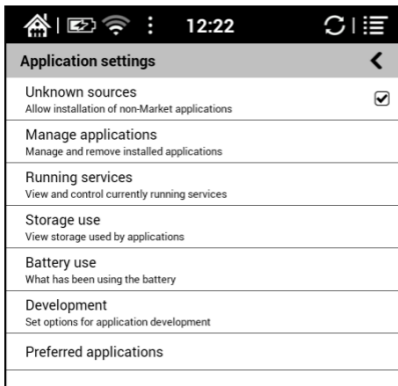 12:22
Application settings
Unknown sources
Allow installation of non-Market applications
Manage applications
Manage and remove installed applications
Running services
View and control currently running services
Storage use
View storage used by applications
Battery use
What has been using the battery
Development
Set options for application development
Preferred applications